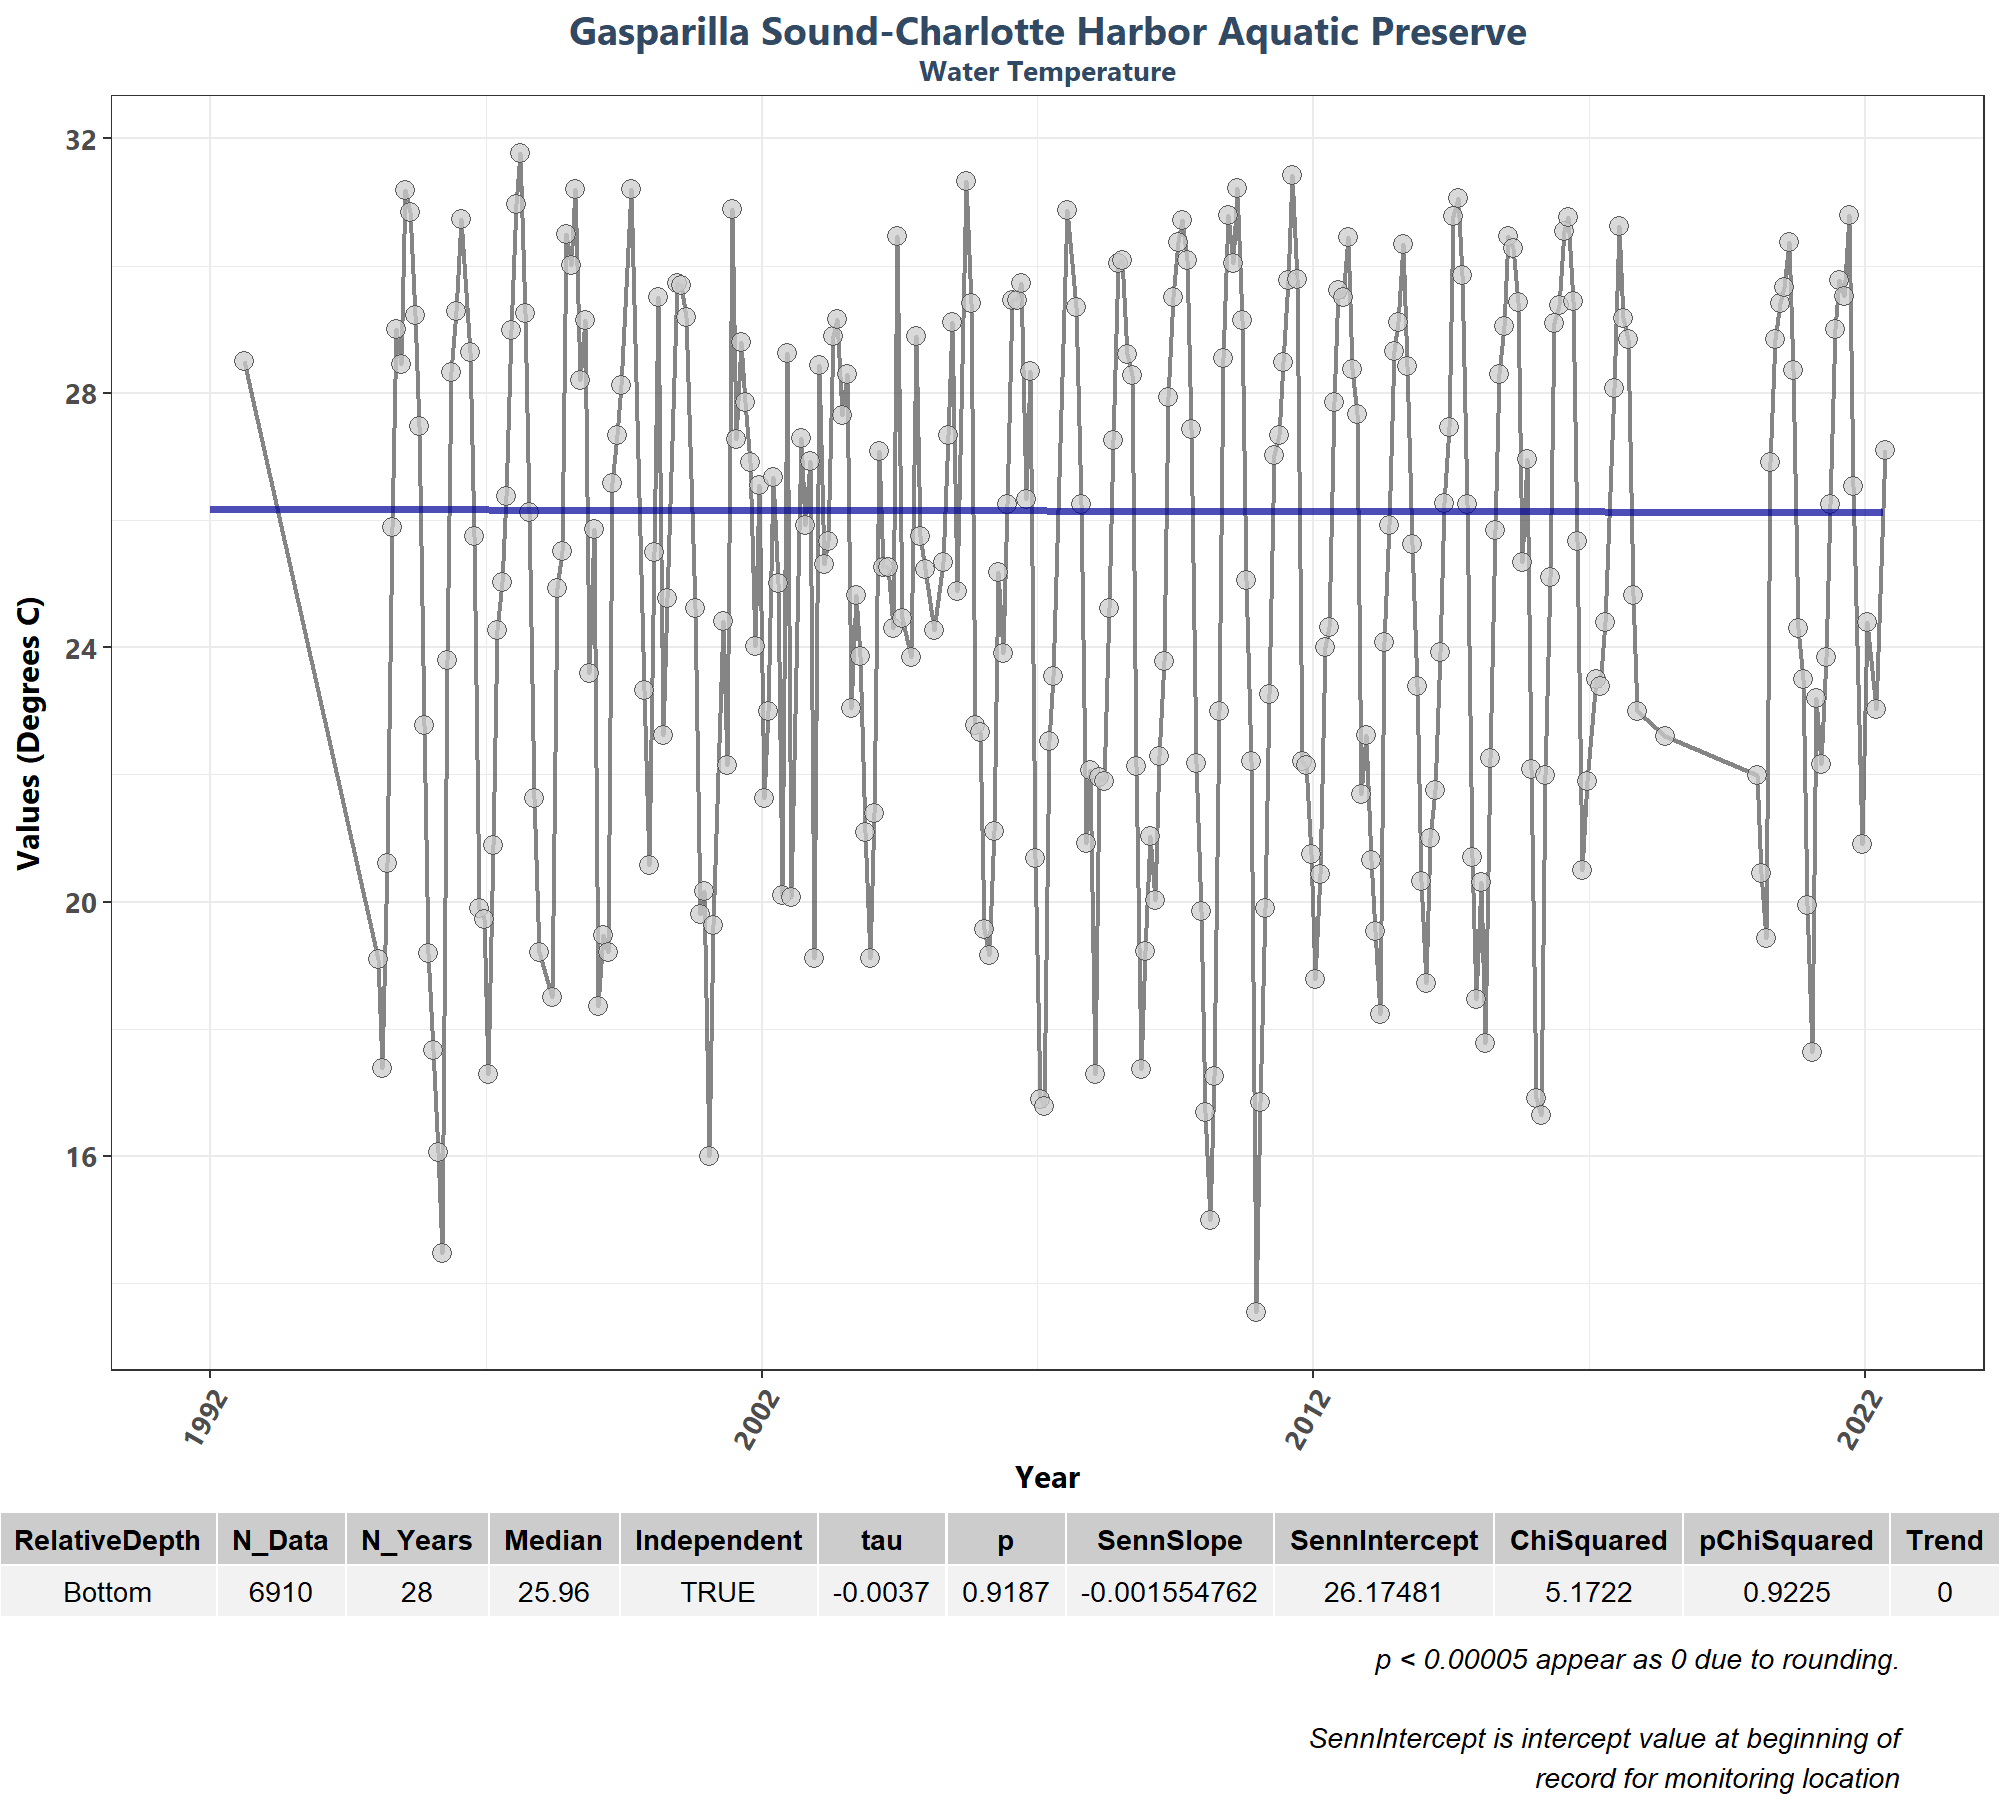 Gasparilla Sound-Charlotte Harbor Aquatic Preserve
Water Temperature
32
28
24
20
16
Values (Degrees C)
1992
2002
2012
2022
Year
RelativeDepth N_Data N_Years Median Independent tau p SennSlope SennIntercept ChiSquared pChiSquared Trend
Bottom 6910 28 25.96 TRUE -0.0037 0.9187 -0.001554762 26.17481 5.1722 0.9225 0
p < 0.00005 appear as 0 due to rounding.
SennIntercept is intercept value at beginning of
record for monitoring location